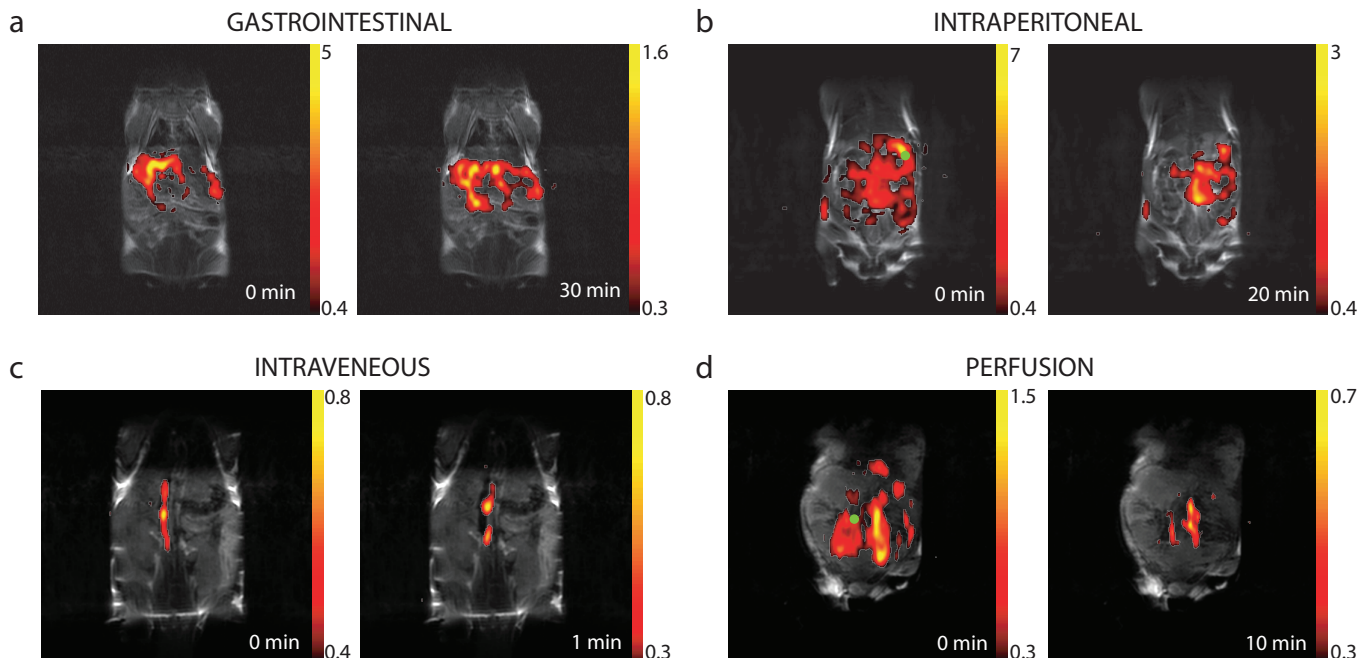 a GASTROINTESTINAL
5
0 min
0.4
1.6
30 min
0.3
b INTRAPERITONEAL
7
0 min
0.4
3
20 min
0.4
c INTRAVENEOUS
0.8
0 min
0.4
0.8
1 min
0.3
d PERFUSION
1.5
0 min
0.3
0.7
10 min
0.3